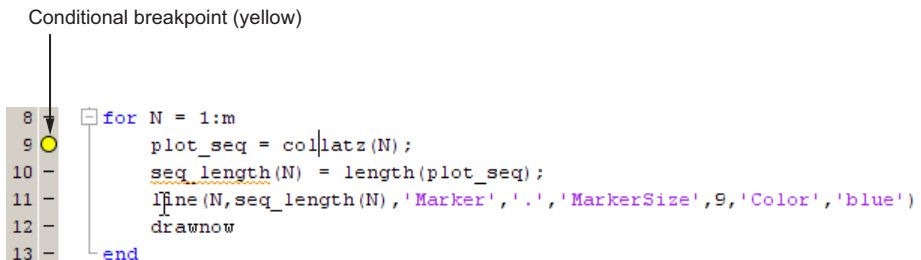 Conditional breakpoint (yellow)
8 - for N = 1:m
9 plot_seq = collatz(N);
10 - seq_length(N) = length(plot_seq);
11 - line(N,seq_length(N),'Marker','.','MarkerSize',9,'Color','blue')
12 - drawnow
13 - end